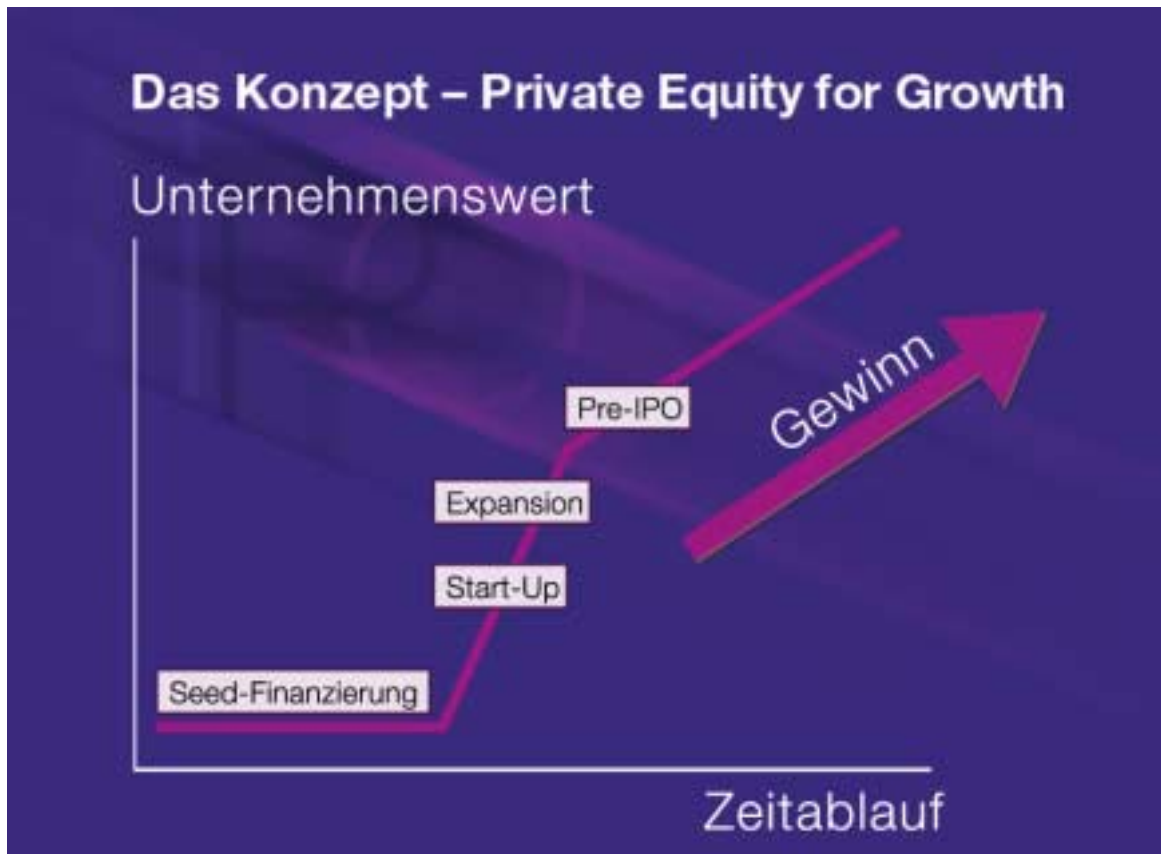 Das Konzept – Private Equity for Growth
Unternehmenswert
Gewinn
Pre-IPO
Expansion
Start-Up
Seed-Finanzierung
Zeitablauf